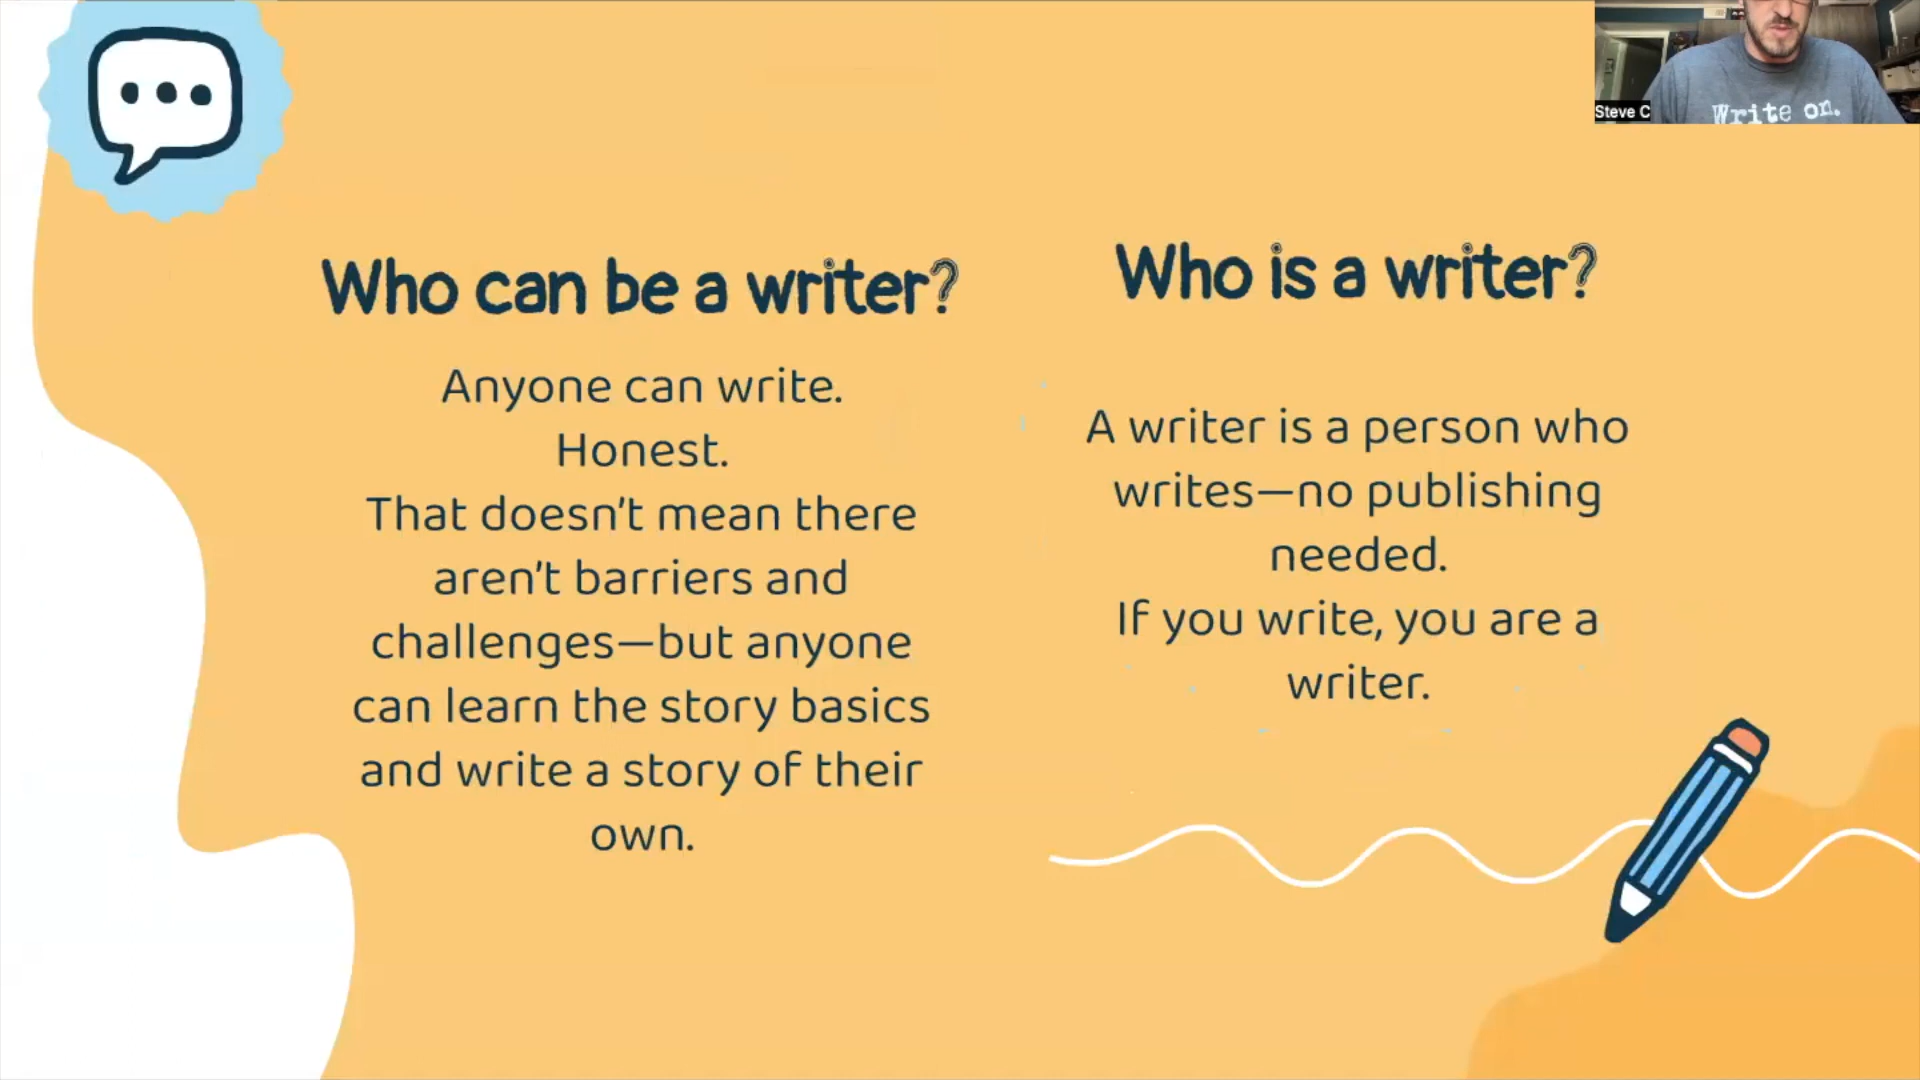 Write on.
Steve C
Who can be a writer?
Anyone can write.
Honest.
That doesn't mean there
aren't barriers and
challenges—but anyone
can learn the story basics
and write a story of their
own.
Who is a writer?
A writer is a person who
writes—no publishing
needed.
If you write, you are a
writer.